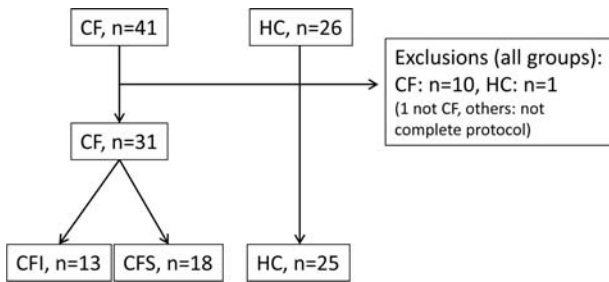 CF, n=41
HC, n=26
Exclusions (all groups):
CF: n=10, HC: n=1
(1 not CF, others: not
complete protocol)
CF, n=31
CFI, n=13
CFS, n=18
HC, n=25